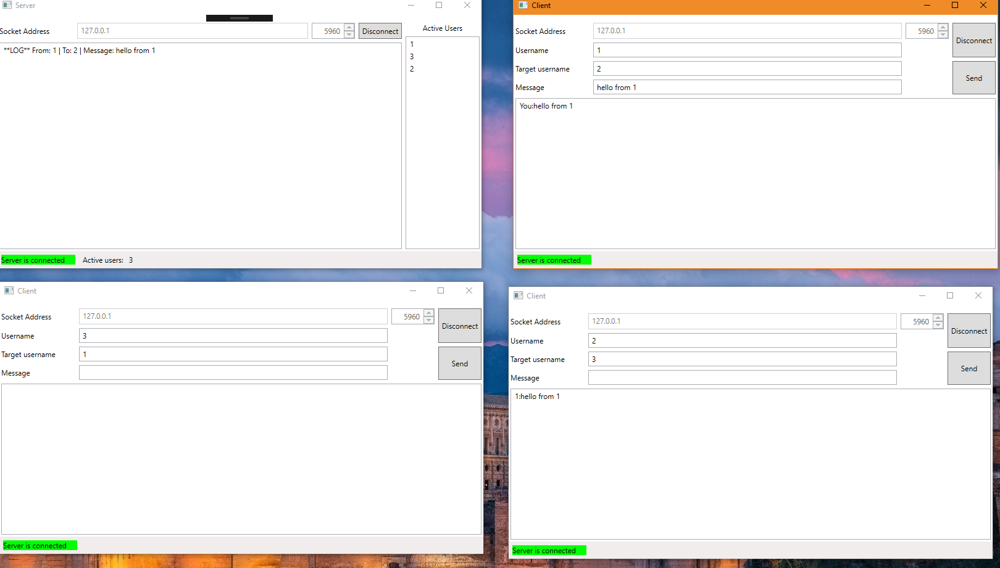 Server
Socket Address 127.0.0.1 5960 Disconnect Active Users
**LOG** From: 1 | To: 2 | Message: hello from 1
1
3
2
Server is connected Active users: 3
Client
Socket Address 127.0.0.1 5960 Disconnect
Username 1
Target username 2
Send
Message hello from 1
You:hello from 1
Server is connected
Client
Socket Address 127.0.0.1 5960 Disconnect
Username 3
Target username 1
Send
Message
Server is connected
Client
Socket Address 127.0.0.1 5960 Disconnect
Username 2
Target username 3
Send
Message
1:hello from 1
Server is connected